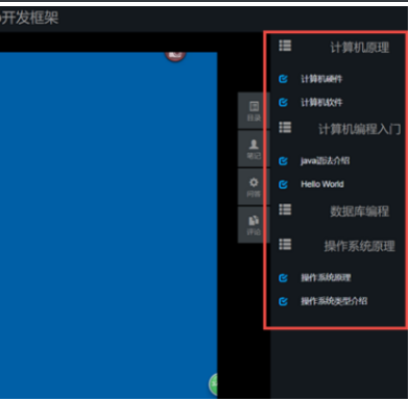 开发框架
计算机原理
计算机硬件
目录
计算机软件
计算机编程入门
笔记
java语法介绍
Hello World
问答
数据库编程
评论
操作系统原理
操作系统原理
操作系统类型介绍